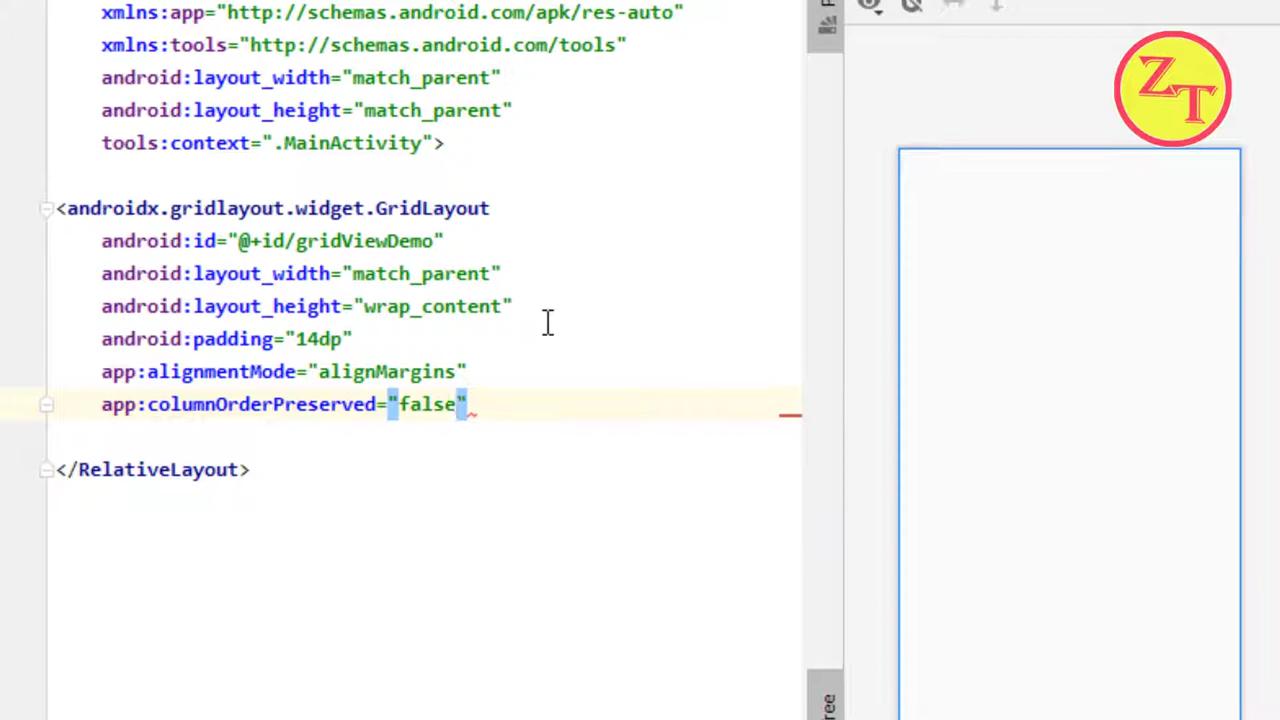 xmlns:app="http://schemas.android.com/apk/res-auto"
xmlns:tools="http://schemas.android.com/tools"
android:layout_width="match_parent"
android:layout_height="match_parent"
tools:context=".MainActivity">
<androidx.gridlayout.widget.GridLayout
android:id="@+id/gridViewDemo"
android:layout_width="match_parent"
android:layout_height="wrap_content"
android:padding="14dp"
app:alignmentMode="alignMargins"
app:columnOrderPreserved="false"
</RelativeLayout>
ZT